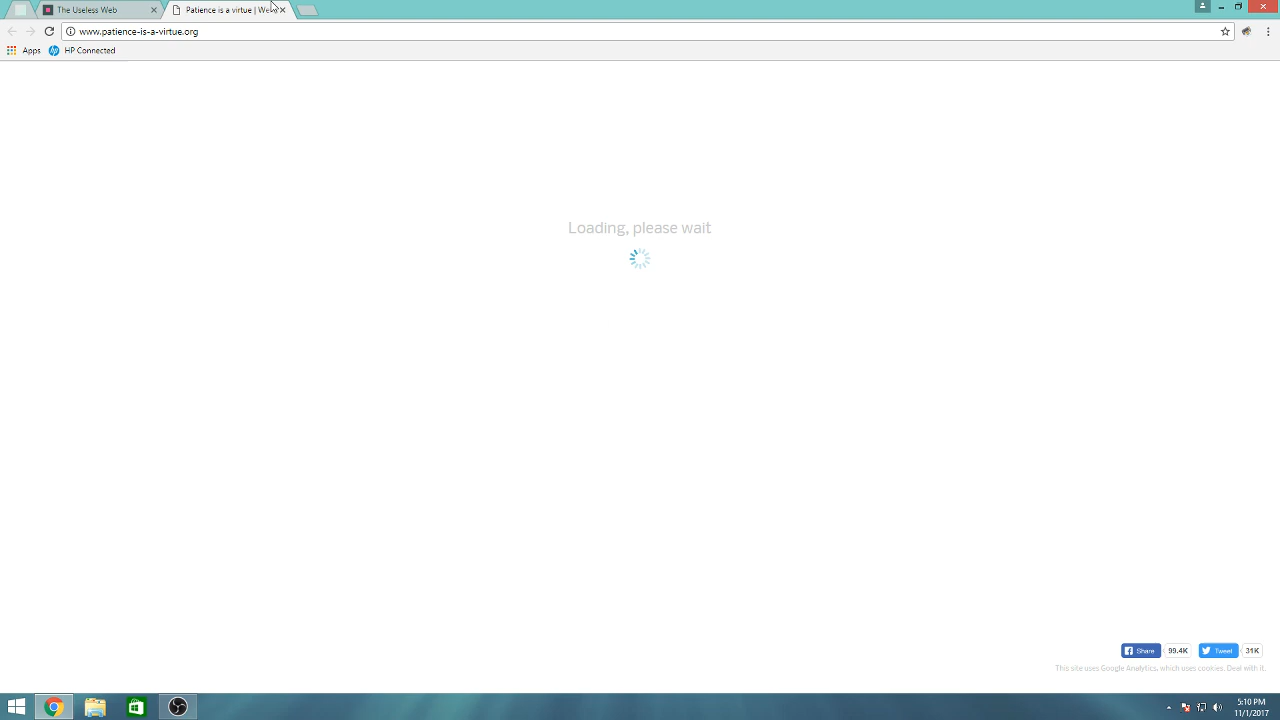 The Useless Web
Patience is a virtue | We
www.patience-is-a-virtue.org
Apps
HP Connected
Loading, please wait
Share
99.4K
Tweet
31K
This site uses Google Analytics, which uses cookies. Deal with it.
5:10 PM
11/1/2017